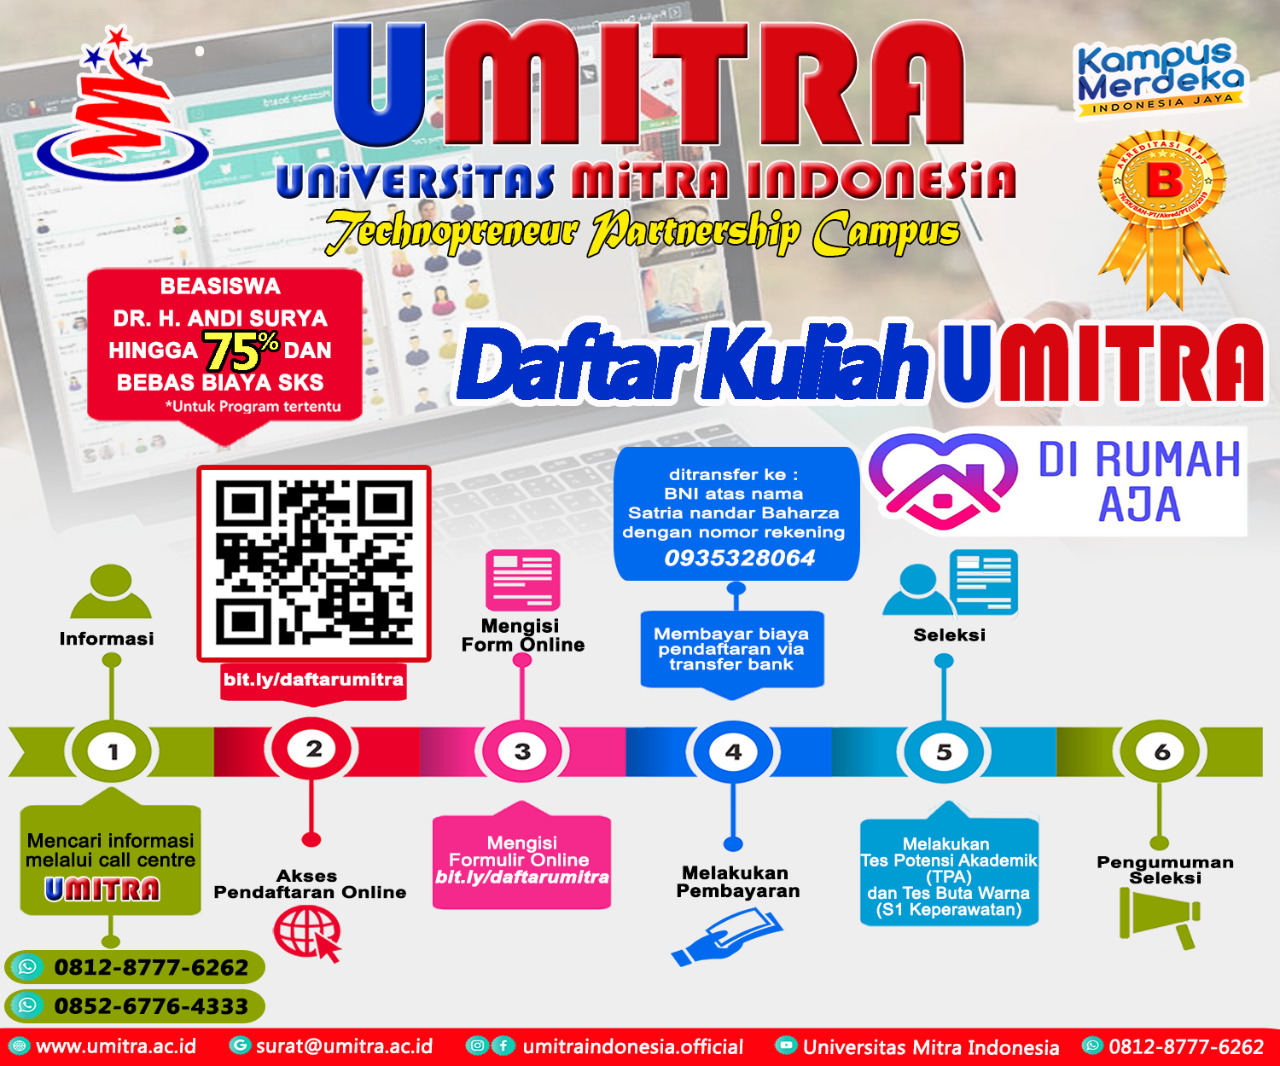 UMITRA
UNiVERSiTAS MiTRA INDONESiA
Technopreneur Partnership Campus
Kampus
Merdeka
INDONESIA JAYA
AKREDITASI AIPT
B
BEASISWA
DR. H. ANDI SURYA
HINGGA 75% DAN
BEBAS BIAYA SKS
*Untuk Program tertentu
Daftar Kuliah UMITRA
DI RUMAH
AJA
ditransfer ke :
BNI atas nama
Satria nandar Baharza
dengan nomor rekening
0935328064
Informasi
bit.ly/daftarumitra
Mengisi
Form Online
Membayar biaya
pendaftaran via
transfer bank
Seleksi
1
2
3
4
5
6
Mencari informasi
melalui call centre
UMITRA
Akses
Pendaftaran Online
Mengisi
Formulir Online
bit.ly/daftarumitra
Melakukan
Pembayaran
Melakukan
Tes Potensi Akademik
(TPA)
dan Tes Buta Warna
(S1 Keperawatan)
Pengumuman
Seleksi
0812-8777-6262
0852-6776-4333
www.umitra.ac.id
surat@umitra.ac.id
umitraindonesia.official
Universitas Mitra Indonesia
0812-8777-6262